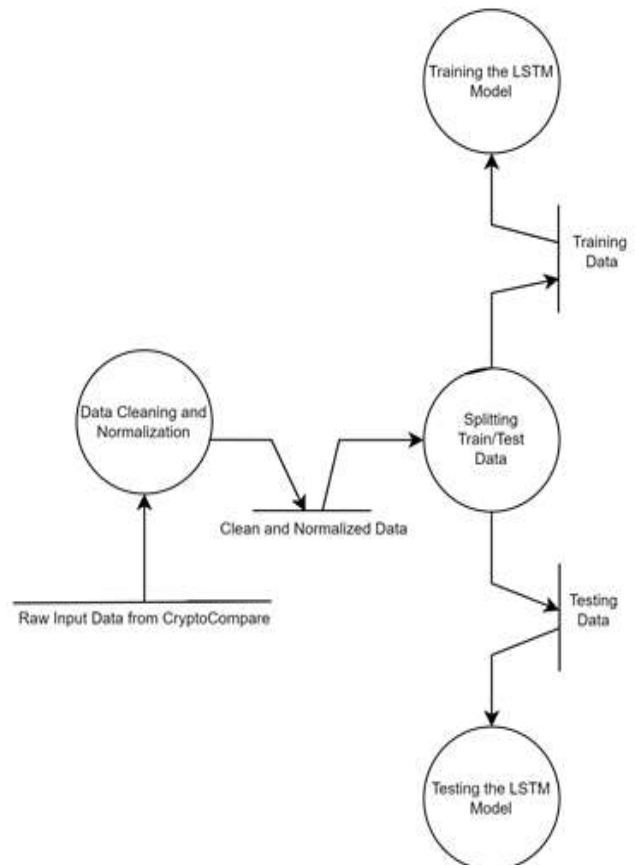 Training the LSTM
Model
Training
Data
Data Cleaning and
Normalization
Splitting
Train/Test
Data
Clean and Normalized Data
Raw Input Data from CryptoCompare
Testing
Data
Testing the LSTM
Model